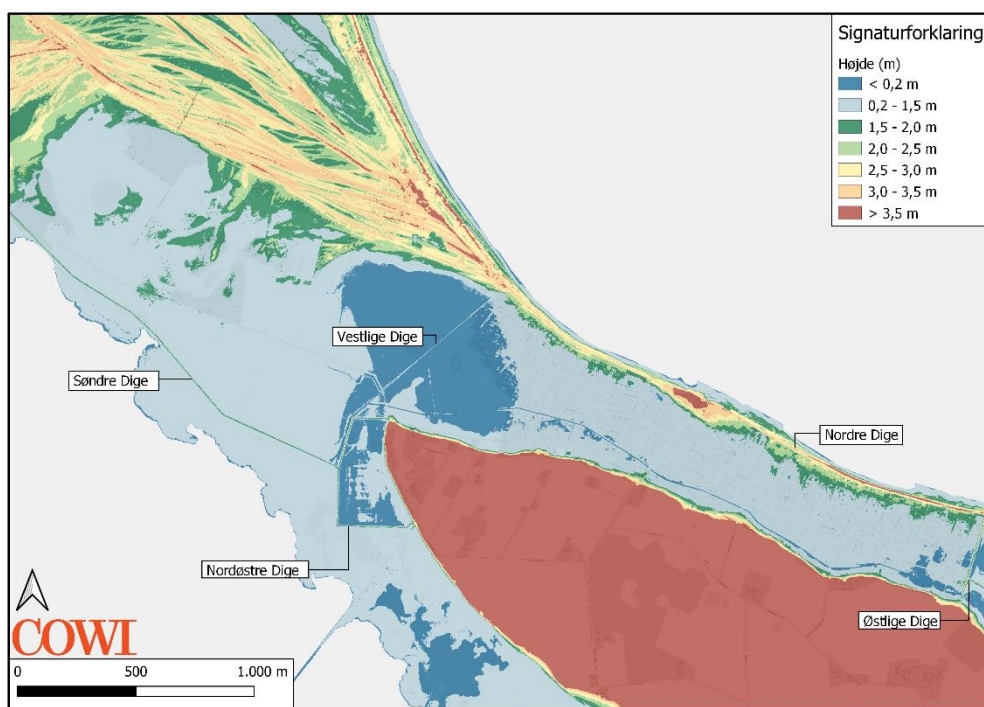 Signaturforklaring
Højde (m)
< 0,2 m
0,2 - 1,5 m
1,5 - 2,0 m
2,0 - 2,5 m
2,5 - 3,0 m
3,0 - 3,5 m
> 3,5 m
Vestlige Dige
Søndre Dige
Nordre Dige
Nordøstre Dige
Østlige Dige
COWI
0 500 1.000 m